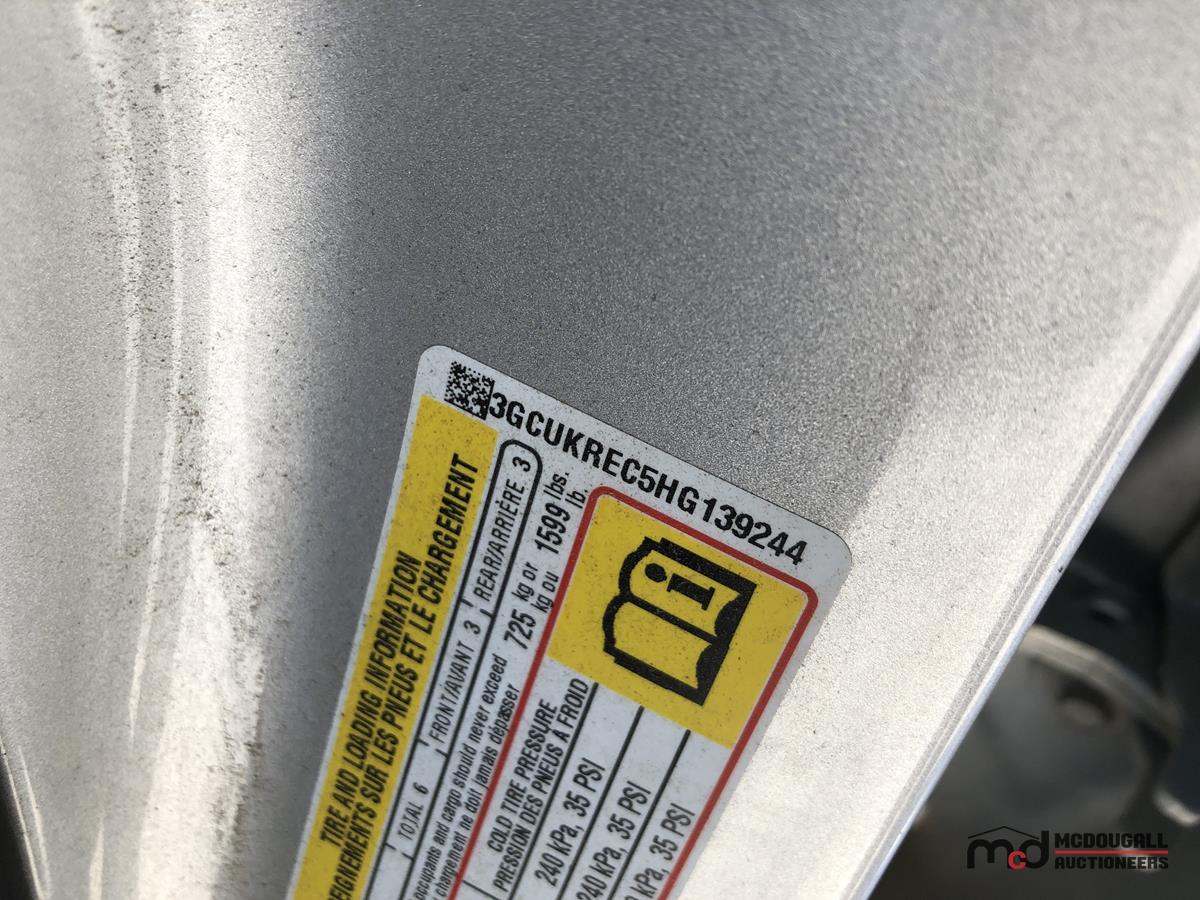 3GCUKREC5HG139244
TIRE AND LOADING INFORMATION
EIGNEMENTS SUR LES PNEUS ET LE CHARGEMENT
TOTAL 6 FRONT/AVANT 3 REAR/ARRIÈRE 3
occupants and cargo should never exceed 725 kg or 1599 lbs.
chargement ne doit jamais dépasser kg ou lb.
COLD TIRE PRESSURE
PRESSION DES PNEUS À FROID
240 kPa, 35 PSI
240 kPa, 35 PSI
kPa, 35 PSI
i
mcd MCDOUGALL
AUCTIONEERS